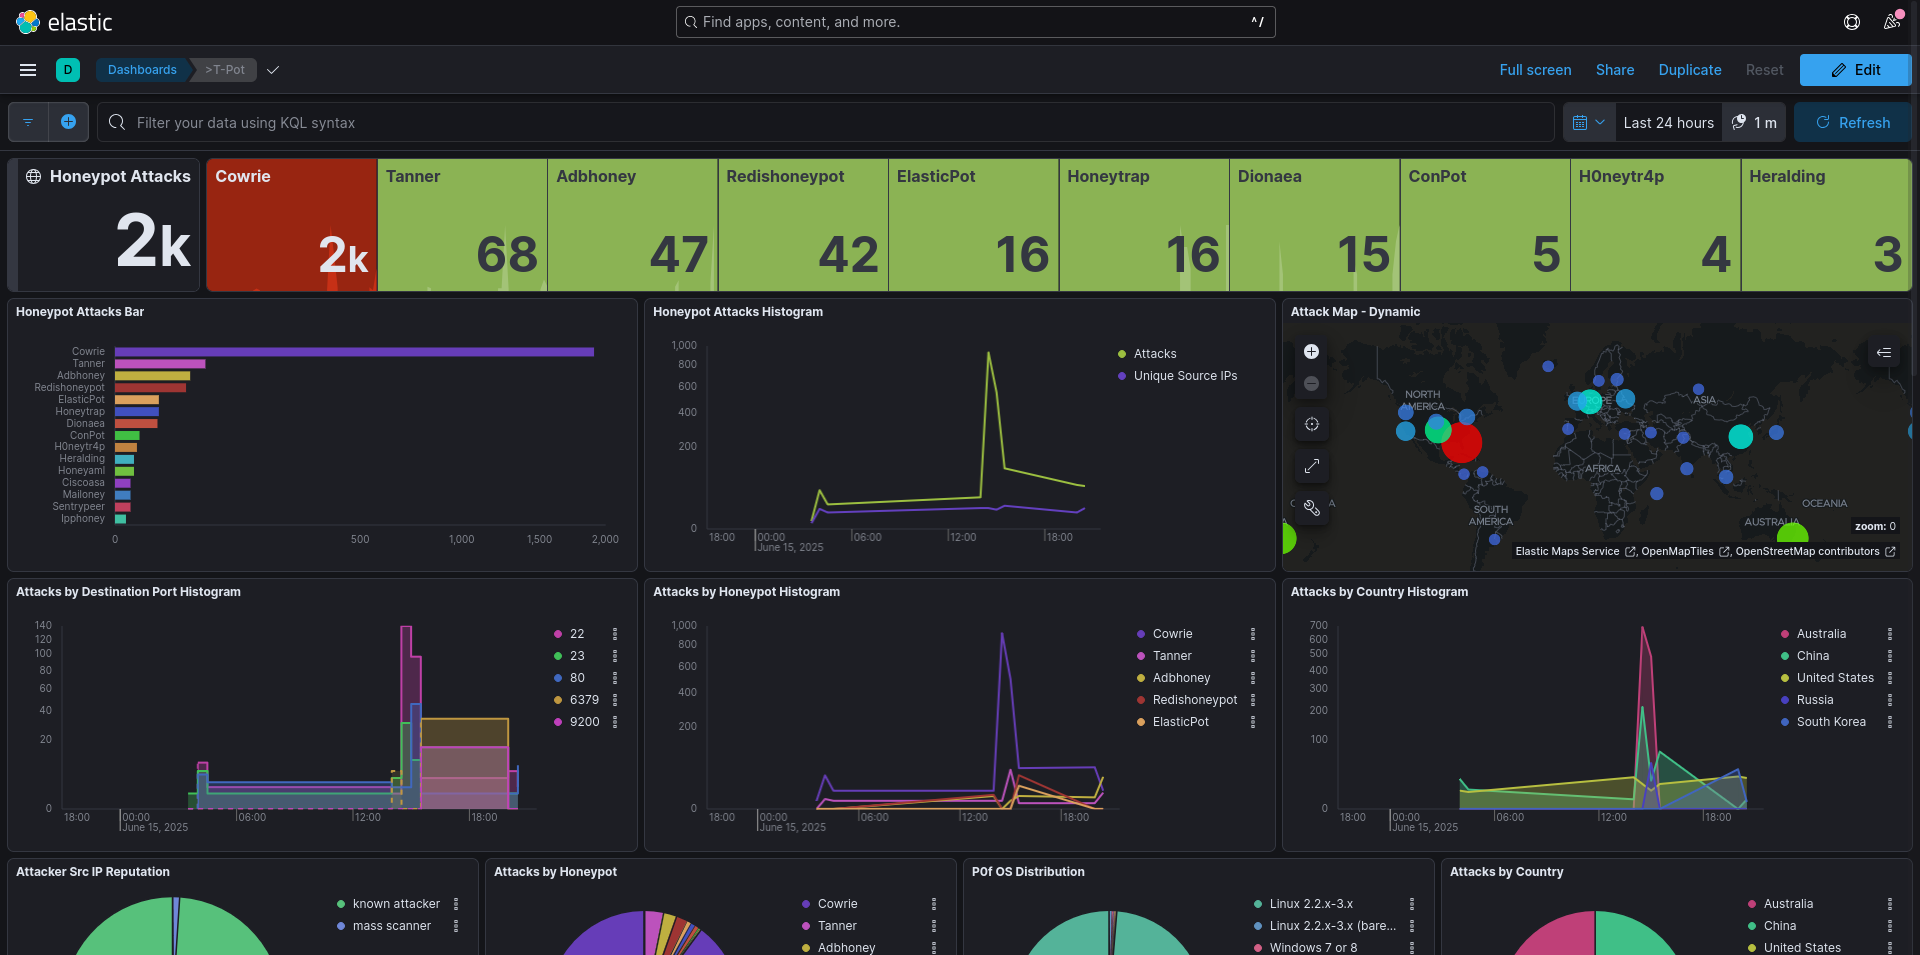 elastic
Find apps, content, and more.
^/
D
Dashboards
>T-Pot
Full screen
Share
Duplicate
Reset
Edit
Filter your data using KQL syntax
Last 24 hours
1 m
Refresh
Honeypot Attacks
2k
Cowrie
2k
Tanner
68
Adbhoney
47
Redishoneypot
42
ElasticPot
16
Honeytrap
16
Dionaea
15
ConPot
5
H0neytr4p
4
Heralding
3
Honeypot Attacks Bar
Cowrie
Tanner
Adbhoney
Redishoneypot
ElasticPot
Honeytrap
Dionaea
ConPot
H0neytr4p
Heralding
Honeyaml
Ciscoasa
Mailoney
Sentrypeer
Ipphoney
0
500
1,000
1,500
2,000
Honeypot Attacks Histogram
1,000
800
600
400
200
0
18:00
00:00
June 15, 2025
06:00
12:00
18:00
Attacks
Unique Source IPs
Attack Map - Dynamic
NORTH
AMERICA
EUROPE
ASIA
AFRICA
OCEANIA
SOUTH
AMERICA
AUSTRALIA
zoom: 0
Elastic Maps Service , OpenMapTiles , OpenStreetMap contributors
Attacks by Destination Port Histogram
140
120
100
80
60
40
20
0
18:00
00:00
June 15, 2025
06:00
12:00
18:00
22
23
80
6379
9200
Attacks by Honeypot Histogram
1,000
800
600
400
200
0
18:00
00:00
June 15, 2025
06:00
12:00
18:00
Cowrie
Tanner
Adbhoney
Redishoneypot
ElasticPot
Attacks by Country Histogram
700
600
500
400
300
200
100
0
18:00
00:00
June 15, 2025
06:00
12:00
18:00
Australia
China
United States
Russia
South Korea
Attacker Src IP Reputation
known attacker
mass scanner
Attacks by Honeypot
Cowrie
Tanner
Adbhoney
P0f OS Distribution
Linux 2.2.x-3.x
Linux 2.2.x-3.x (bare...
Windows 7 or 8
Attacks by Country
Australia
China
United States